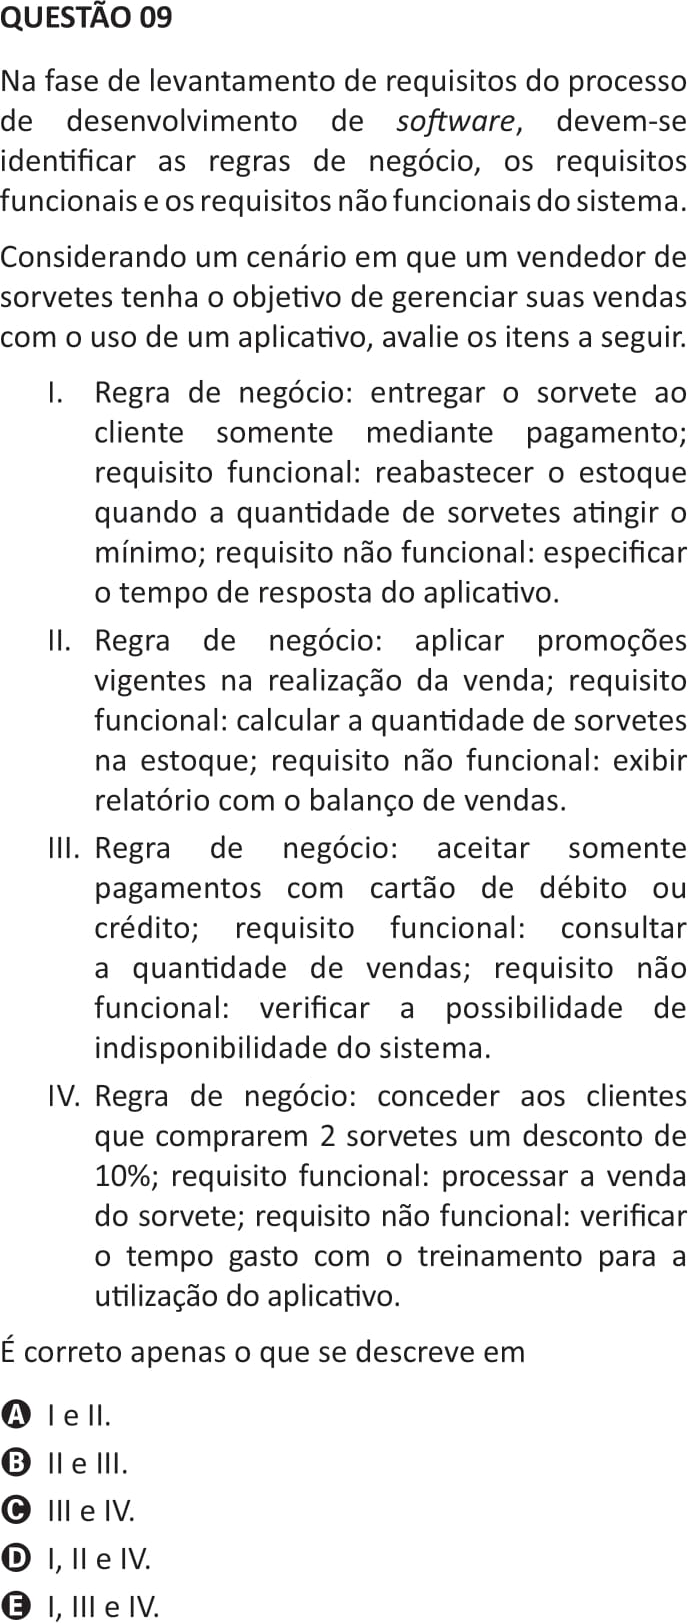 QUESTÃO 09
Na fase de levantamento de requisitos do processo
de desenvolvimento de software, devem-se
identificar as regras de negócio, os requisitos
funcionais e os requisitos não funcionais do sistema.
Considerando um cenário em que um vendedor de
sorvetes tenha o objetivo de gerenciar suas vendas
com o uso de um aplicativo, avalie os itens a seguir.
I. Regra de negócio: entregar o sorvete ao
cliente somente mediante pagamento;
requisito funcional: reabastecer o estoque
quando a quantidade de sorvetes atingir o
mínimo; requisito não funcional: especificar
o tempo de resposta do aplicativo.
II. Regra de negócio: aplicar promoções
vigentes na realização da venda; requisito
funcional: calcular a quantidade de sorvetes
na estoque; requisito não funcional: exibir
relatório com o balanço de vendas.
III. Regra de negócio: aceitar somente
pagamentos com cartão de débito ou
crédito; requisito funcional: consultar
a quantidade de vendas; requisito não
funcional: verificar a possibilidade de
indisponibilidade do sistema.
IV. Regra de negócio: conceder aos clientes
que comprarem 2 sorvetes um desconto de
10%; requisito funcional: processar a venda
do sorvete; requisito não funcional: verificar
o tempo gasto com o treinamento para a
utilização do aplicativo.
É correto apenas o que se descreve em
A I e II.
B II e III.
C III e IV.
D I, II e IV.
E I, III e IV.